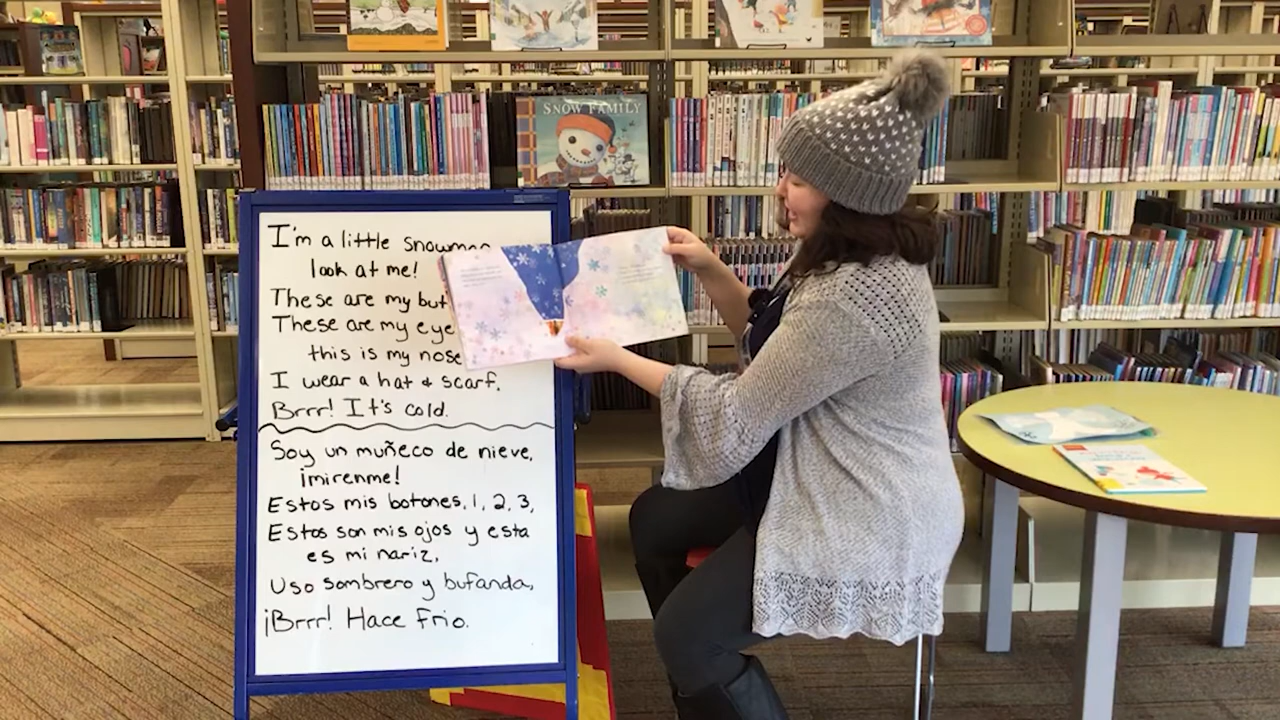 SNOW FAMILY
I'm a little snowman
look at me!
These are my but
These are my eye
this is my nose
I wear a hat & scarf.
Brrr! It's cold.
Soy un muñeco de nieve,
¡mirenme!
Estos mis botones, 1, 2, 3,
Estos son mis ojos y esta
es mi nariz,
Uso sombrero y bufanda,
¡Brrr! Hace frio.